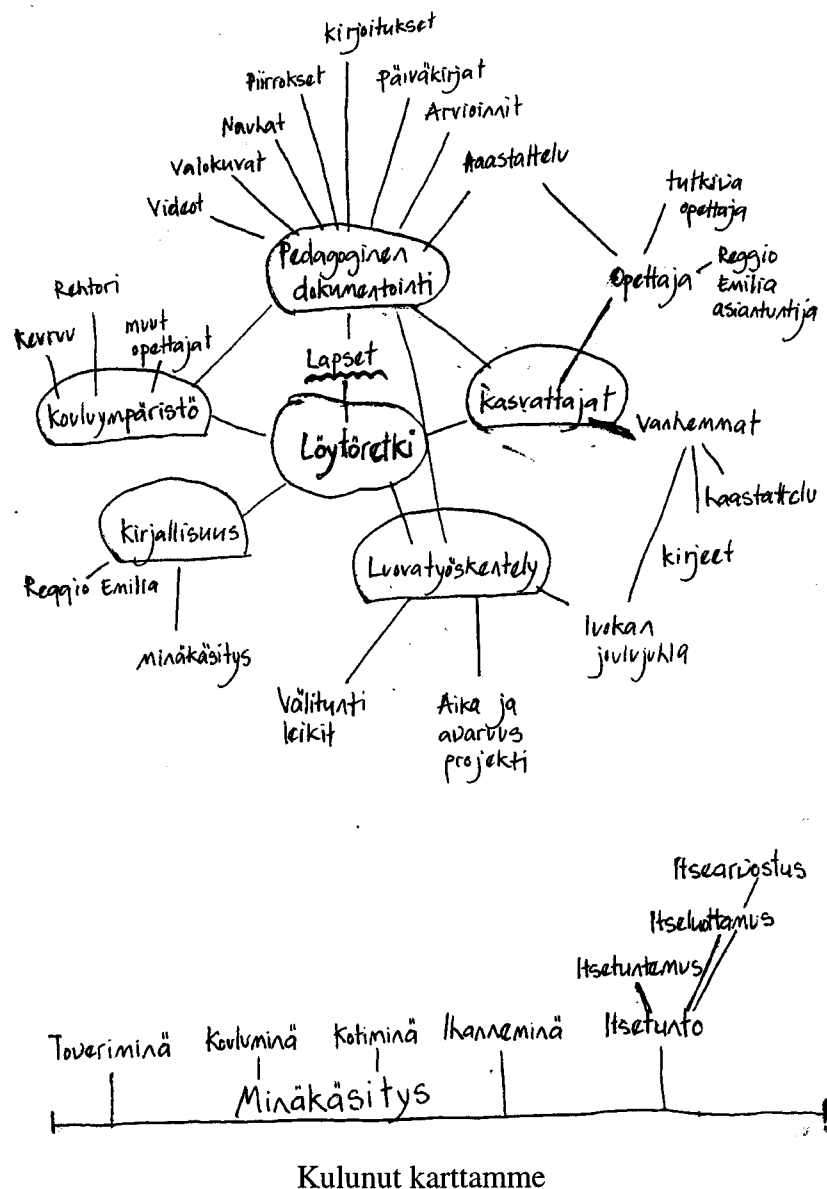 kirjoitukset
Piirrokset
Päiväkirjat
Nauhat
Arvioinnit
Valokuvat
Haastattelu
Videot
tutkiva
opettaja
Pedagoginen
dokumentointi
Opettaja
Reggio
Emilia
asiantuntija
Rehtori
muut
opettajat
Lapset
Kouluympäristö
Kasvattajat
Löytöretki
Vanhemmat
haastattelu
kirjeet
Kirjallisuus
Reggio Emilia
minäkäsitys
Luovatyöskentely
luokan
joulujuhla
Välitunti
leikit
Aika ja
avaruus
projekti
Itsearvostus
Itseluottamus
Itsetuntemus
Toveriminä
Kouluminä
Kotiminä
Ihanneminä
Itsetunto
Minäkäsitys
Kulunut karttamme